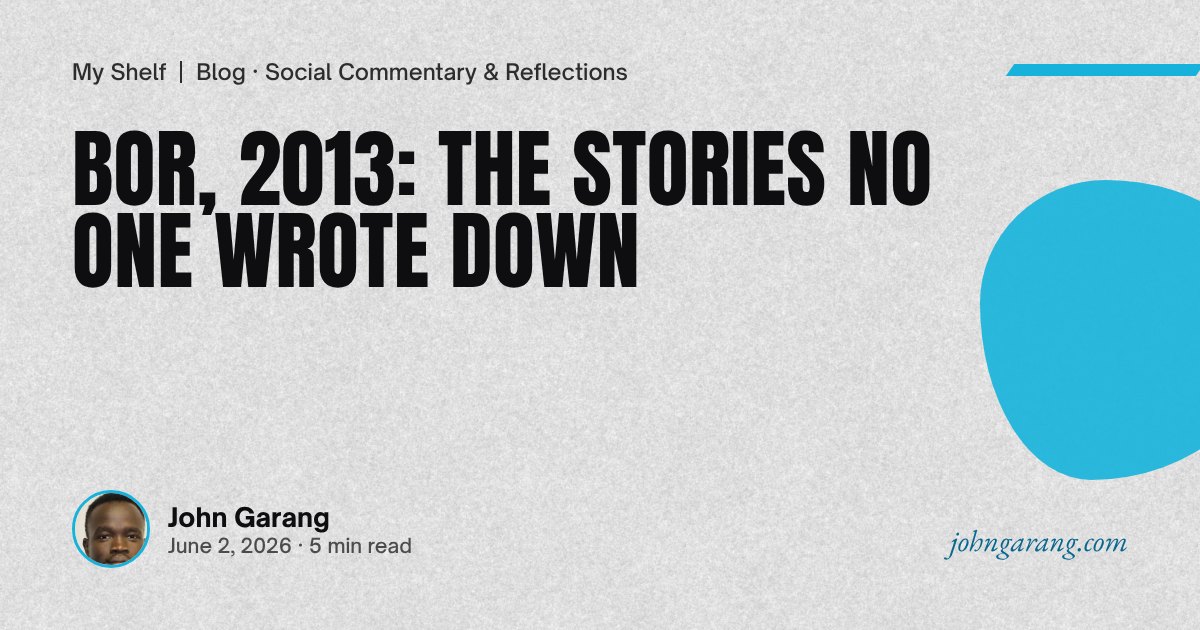 My Shelf | Blog · Social Commentary & Reflections
BOR, 2013: THE STORIES NO
ONE WROTE DOWN
John Garang
June 2, 2026 · 5 min read
johngarang.com